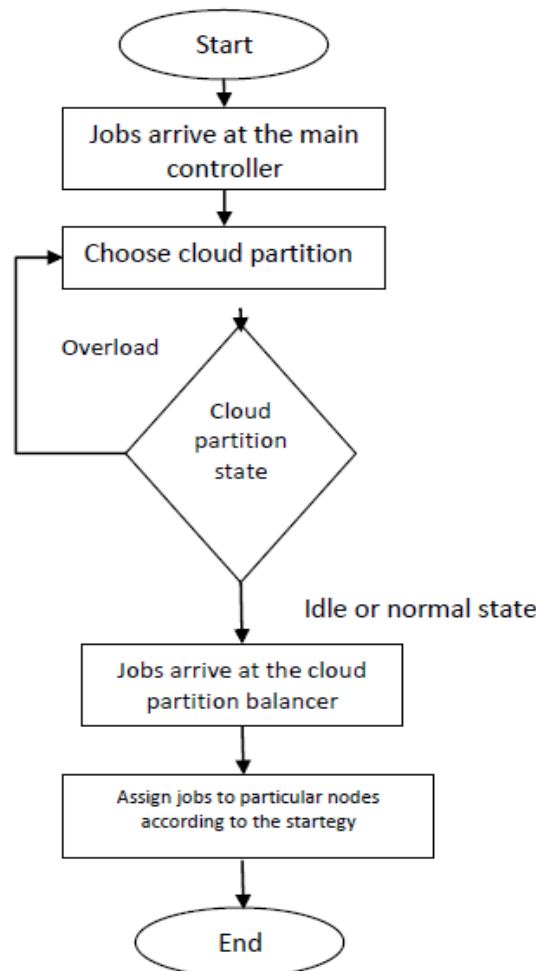 Start
Jobs arrive at the main
controller
Choose cloud partition
Overload
Cloud
partition
state
Idle or normal state
Jobs arrive at the cloud
partition balancer
Assign jobs to particular nodes
according to the startegy
End